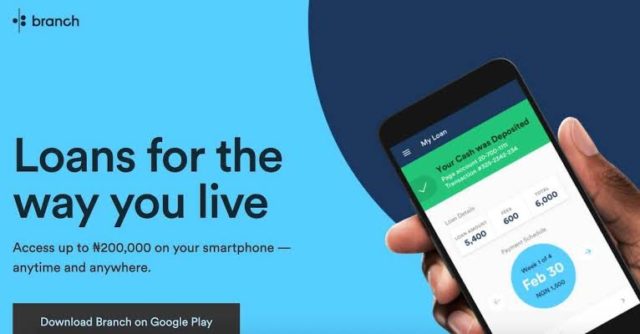 branch
Loans for the
way you live
Access up to ₦200,000 on your smartphone —
anytime and anywhere.
Download Branch on Google Play
My Loan
Your Cash was Deposited
Paga account 20-700-1111
Transaction #325-2342-234
Loan Details
LOAN AMOUNT
5,400
FEES
600
TOTAL
6,000
Payment Schedule
Week 1 of 4
Feb 30
NGN 1,500